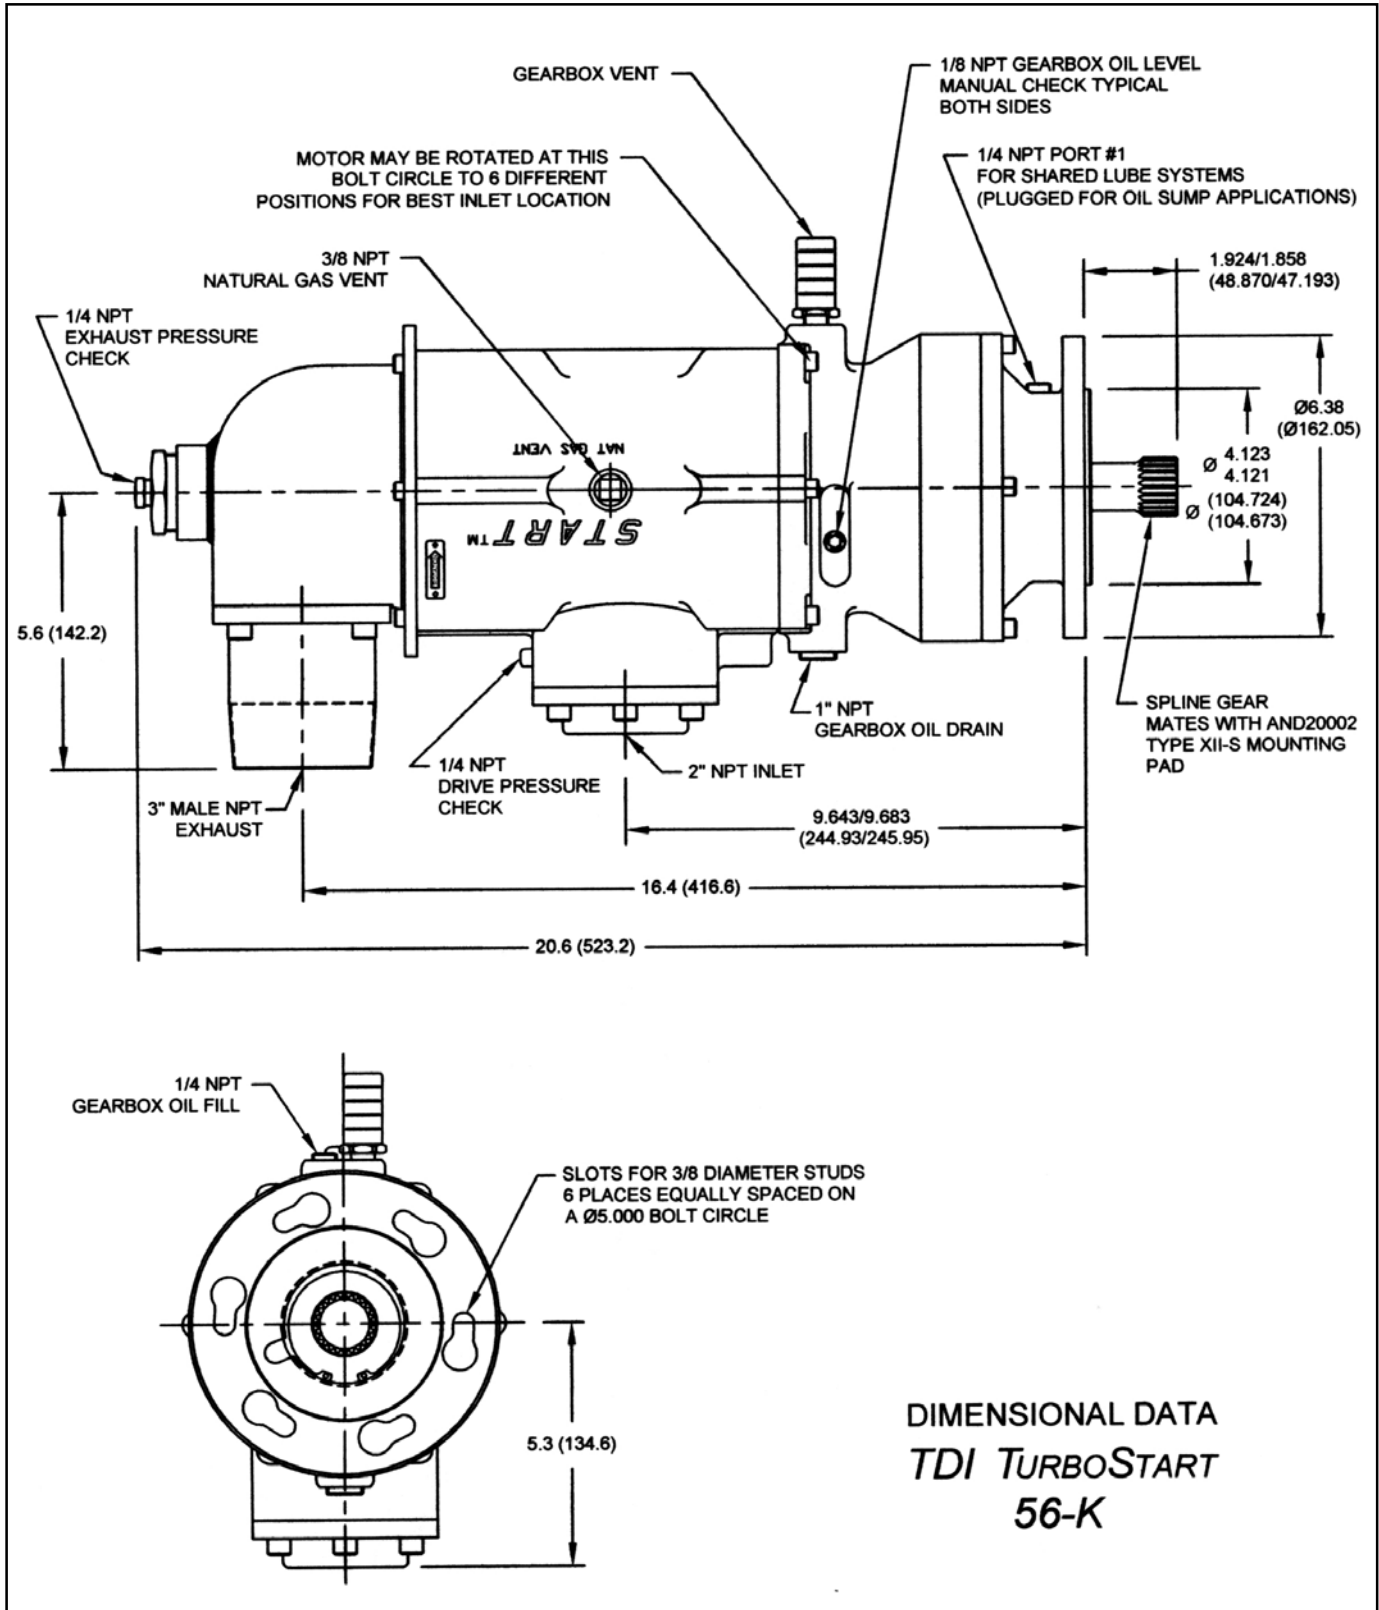 GEARBOX VENT
1/8 NPT GEARBOX OIL LEVEL
MANUAL CHECK TYPICAL
BOTH SIDES
MOTOR MAY BE ROTATED AT THIS
BOLT CIRCLE TO 6 DIFFERENT
POSITIONS FOR BEST INLET LOCATION
1/4 NPT PORT #1
FOR SHARED LUBE SYSTEMS
(PLUGGED FOR OIL SUMP APPLICATIONS)
3/8 NPT
NATURAL GAS VENT
1.924/1.858
(48.870/47.193)
1/4 NPT
EXHAUST PRESSURE
CHECK
Ø6.38
(Ø162.05)
NAT GAS VENT
Ø 4.123
4.121
Ø (104.724)
(104.673)
START™
5.6 (142.2)
SPLINE GEAR
MATES WITH AND20002
TYPE XII-S MOUNTING
PAD
1" NPT
GEARBOX OIL DRAIN
1/4 NPT
DRIVE PRESSURE
CHECK
2" NPT INLET
3" MALE NPT
EXHAUST
9.643/9.683
(244.93/245.95)
16.4 (416.6)
20.6 (523.2)
1/4 NPT
GEARBOX OIL FILL
SLOTS FOR 3/8 DIAMETER STUDS
6 PLACES EQUALLY SPACED ON
A Ø5.000 BOLT CIRCLE
5.3 (134.6)
DIMENSIONAL DATA
TDI TURBOSTART
56-K